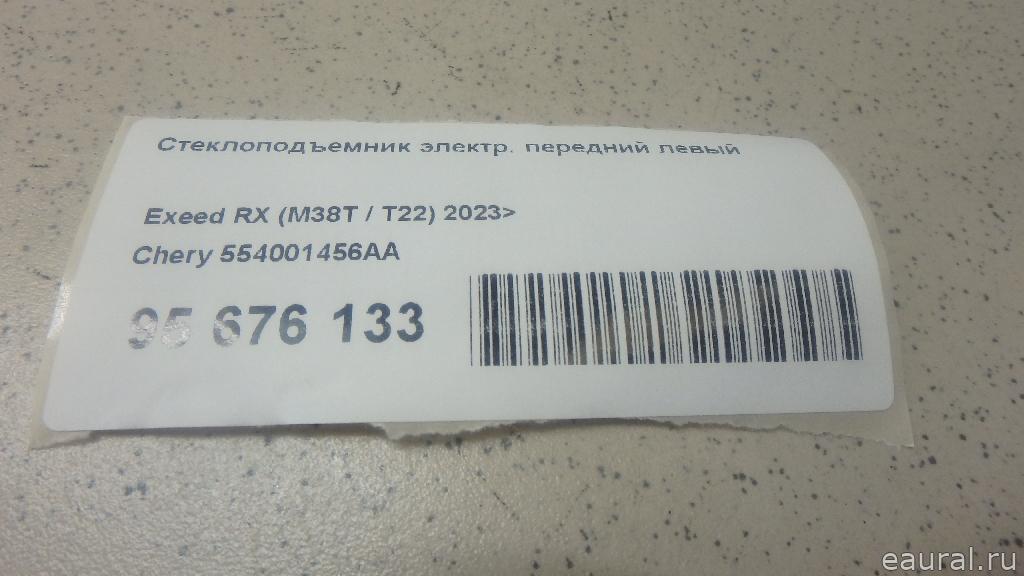 Стеклоподъемник электр. передний левый
Exeed RX (M38T / T22) 2023>
Chery 554001456AA
95 676 133
eaural.ru